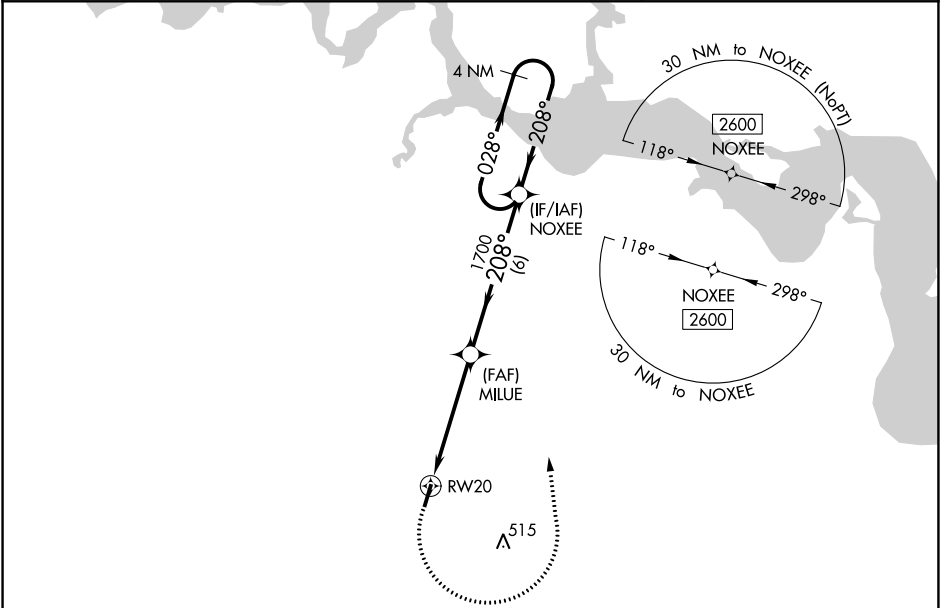 4 NM
028°
208°
(IF/IAF)
NOXEE
1700
208°
(6)
(FAF)
MILUE
RW20
515
30 NM to NOXEE (NoPT)
2600
NOXEE
118°
298°
118°
298°
NOXEE
2600
30 NM to NOXEE